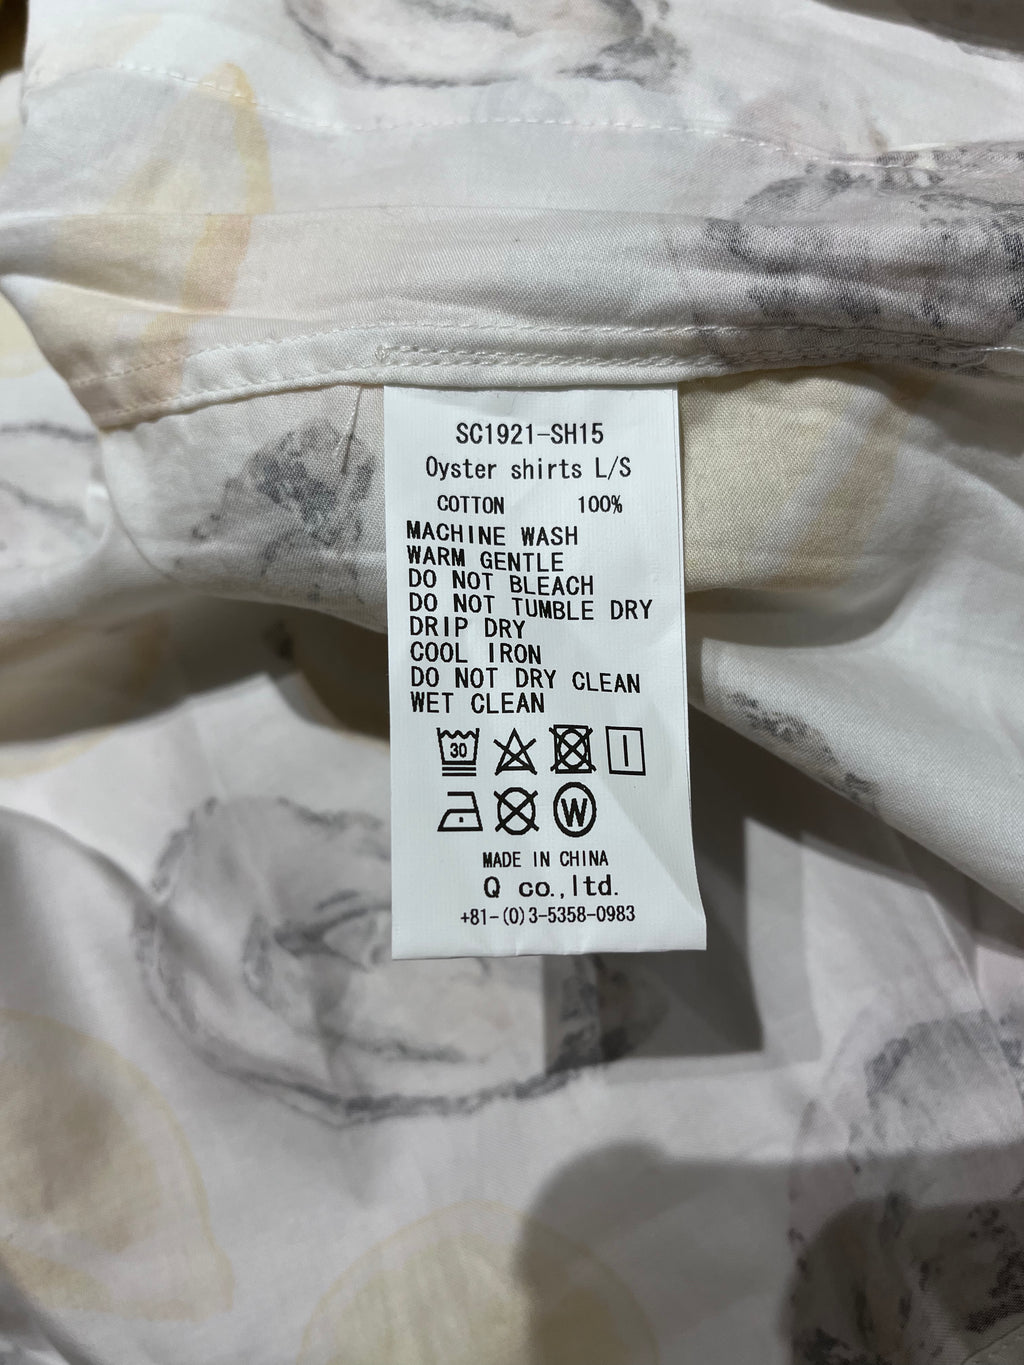 SC1921-SH15
Oyster shirts L/S
COTTON 100%
MACHINE WASH
WARM GENTLE
DO NOT BLEACH
DO NOT TUMBLE DRY
DRIP DRY
COOL IRON
DO NOT DRY CLEAN
WET CLEAN
30
W
MADE IN CHINA
Q co.,ltd.
+81-(0)3-5358-0983